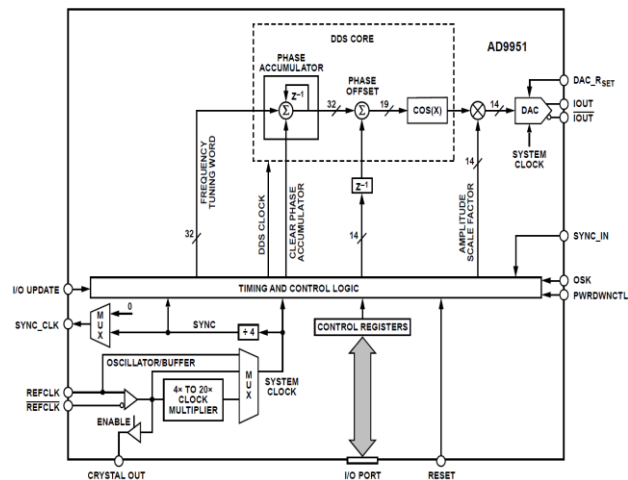 DDS CORE
AD9951
PHASE
ACCUMULATOR
PHASE
OFFSET
DAC_RSET
Z–1
32
19
14
Σ
Σ
COS(X)
DAC
IOUT
IOUT
SYSTEM
CLOCK
FREQUENCY
TUNING WORD
DDS CLOCK
CLEAR PHASE
ACCUMULATOR
Z–1
14
AMPLITUDE
SCALE FACTOR
32
14
SYNC_IN
I/O UPDATE
TIMING AND CONTROL LOGIC
OSK
PWRDWNCTL
SYNC_CLK
MUX
0
SYNC
÷ 4
CONTROL REGISTERS
OSCILLATOR/BUFFER
SYSTEM
CLOCK
REFCLK
REFCLK
4× TO 20×
CLOCK
MULTIPLIER
MUX
ENABLE
CRYSTAL OUT
I/O PORT
RESET